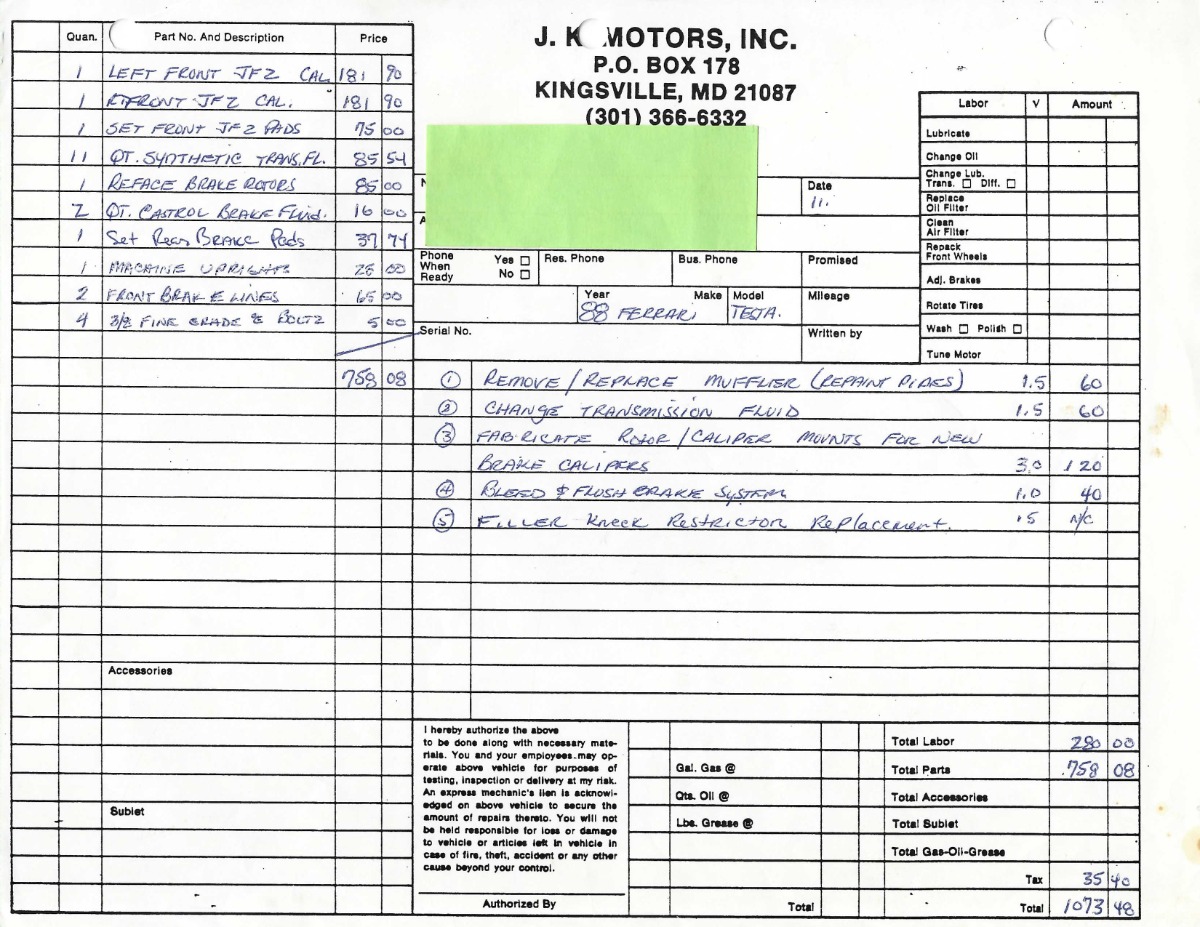 J. K MOTORS, INC.
P.O. BOX 178
KINGSVILLE, MD 21087
(301) 366-6332
Quan. Part No. And Description Price
1 LEFT FRONT JFZ CAL 181 90
1 RTFRONT JFZ CAL. 181 90
1 SET FRONT JFZ PADS 75 00
11 QT. SYNTHETIC TRANS, FL. 85 54
1 REFACE BRAKE ROTORS 85 00
2 QT. CASTROL BRAKE FLUID. 16 00
1 Set Rear BRAKE Pads 37 74
1 MACHINE UPRIGHTS 25 00
2 FRONT BRAKE LINES 65 00
4 3/8 FINE GRADE 8 BOLTZ 5 00
758 08
Accessories
Sublet
N
A
Date
11.
Phone When Ready Yes No
Res. Phone
Bus. Phone
Promised
Year Make Model
88 FERRARI TESTA.
Mileage
Serial No.
Written by
Labor V Amount
Lubricate
Change Oil
Change Lub.
Trans. Diff.
Replace
Oil Filter
Clean
Air Filter
Repack
Front Wheels
Adj. Brakes
Rotate Tires
Wash Polish
Tune Motor
1 REMOVE/REPLACE MUFFLIER (REPAINT PIPES) 1.5 60
2 CHANGE TRANSMISSION FLUID 1.5 60
3 FABRICATE ROTOR/CALIPER MOUNTS FOR NEW
BRAKE CALIPERS 3.0 120
4 BLEED & FLUSH BRAKE SYSTEM 1.0 40
5 FILLER Kneck Restrictor Replacement. .5 N/C
I hereby authorize the above
to be done along with necessary mate-
rials. You and your employees may op-
erate above vehicle for purposes of
testing, inspection or delivery at my risk.
An express mechanic's lien is acknowl-
edged on above vehicle to secure the
amount of repairs thereto. You will not
be held responsible for loss or damage
to vehicle or articles left in vehicle in
case of fire, theft, accident or any other
cause beyond your control.
Authorized By
Gal. Gas @
Qts. Oil @
Lbs. Grease @
Total
Total Labor 280 00
Total Parts 758 08
Total Accessories
Total Sublet
Total Gas-Oil-Grease
Tax 35 40
Total 1073 48